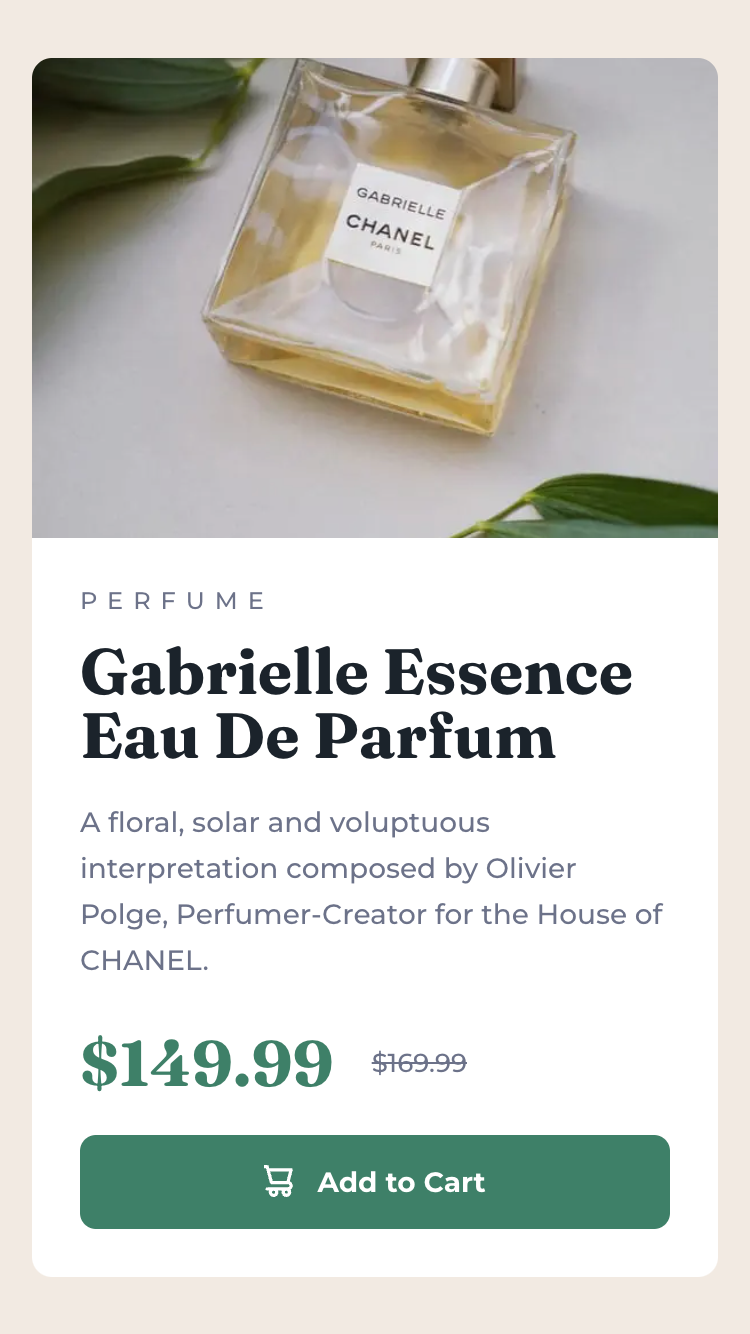 GABRIELLE
CHANEL
PARIS
PERFUME
Gabrielle Essence
Eau De Parfum
A floral, solar and voluptuous
interpretation composed by Olivier
Polge, Perfumer-Creator for the House of
CHANEL.
$149.99 $169.99
Add to Cart